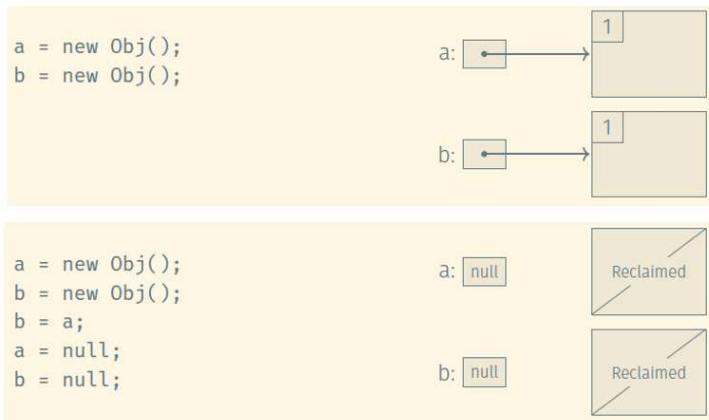 a = new Obj();
b = new Obj();
a:
1
b:
1
a = new Obj();
b = new Obj();
b = a;
a = null;
b = null;
a: null
Reclaimed
b: null
Reclaimed